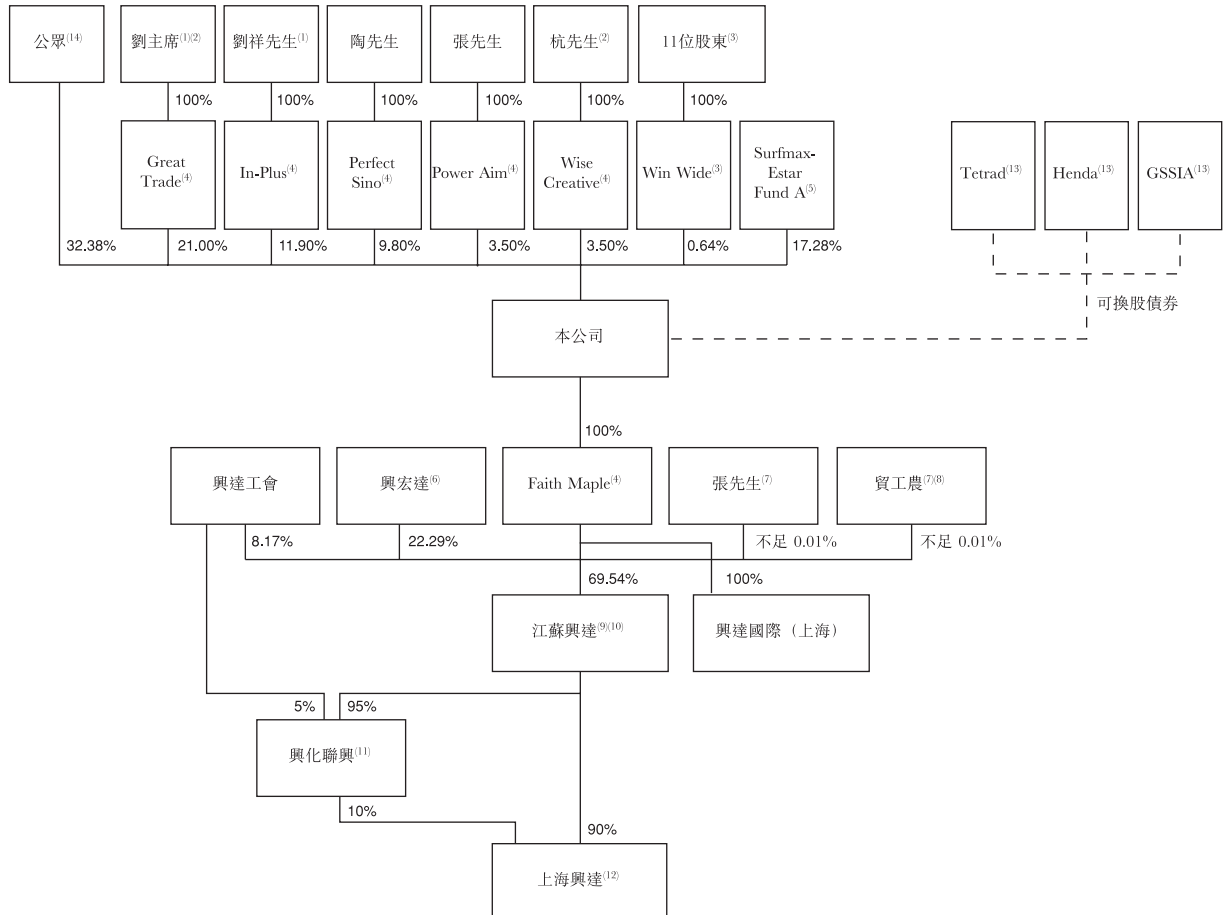 公眾(14)
劉主席(1)(2)
劉祥先生(1)
陶先生
張先生
杭先生(2)
11位股東(3)
100%
100%
100%
100%
100%
100%
Great
Trade(4)
In-Plus(4)
Perfect
Sino(4)
Power Aim(4)
Wise
Creative(4)
Win Wide(3)
Surfmax-
Estar
Fund A(5)
Tetrad(13)
Henda(13)
GSSIA(13)
32.38%
21.00%
11.90%
9.80%
3.50%
3.50%
0.64%
17.28%
可換股債券
本公司
100%
興達工會
興宏達(6)
Faith Maple(4)
張先生(7)
貿工農(7)(8)
8.17%
22.29%
不足 0.01%
不足 0.01%
69.54%
100%
江蘇興達(9)(10)
興達國際（上海）
5%
95%
興化聯興(11)
10%
90%
上海興達(12)